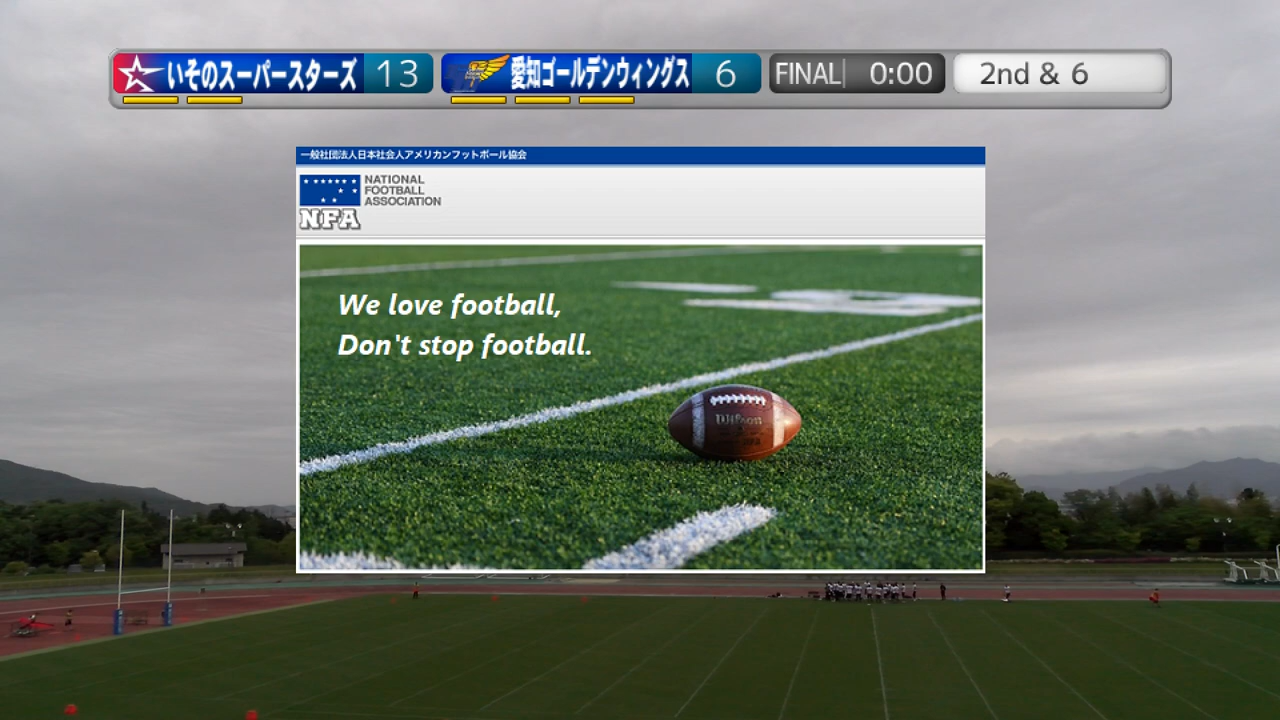 いそのスーパースターズ 13 愛知ゴールデンウィングス 6 FINAL 0:00 2nd & 6
一般社団法人日本社会人アメリカンフットボール協会
NATIONAL
FOOTBALL
ASSOCIATION
NFA
We love football,
Don't stop football.
Wilson